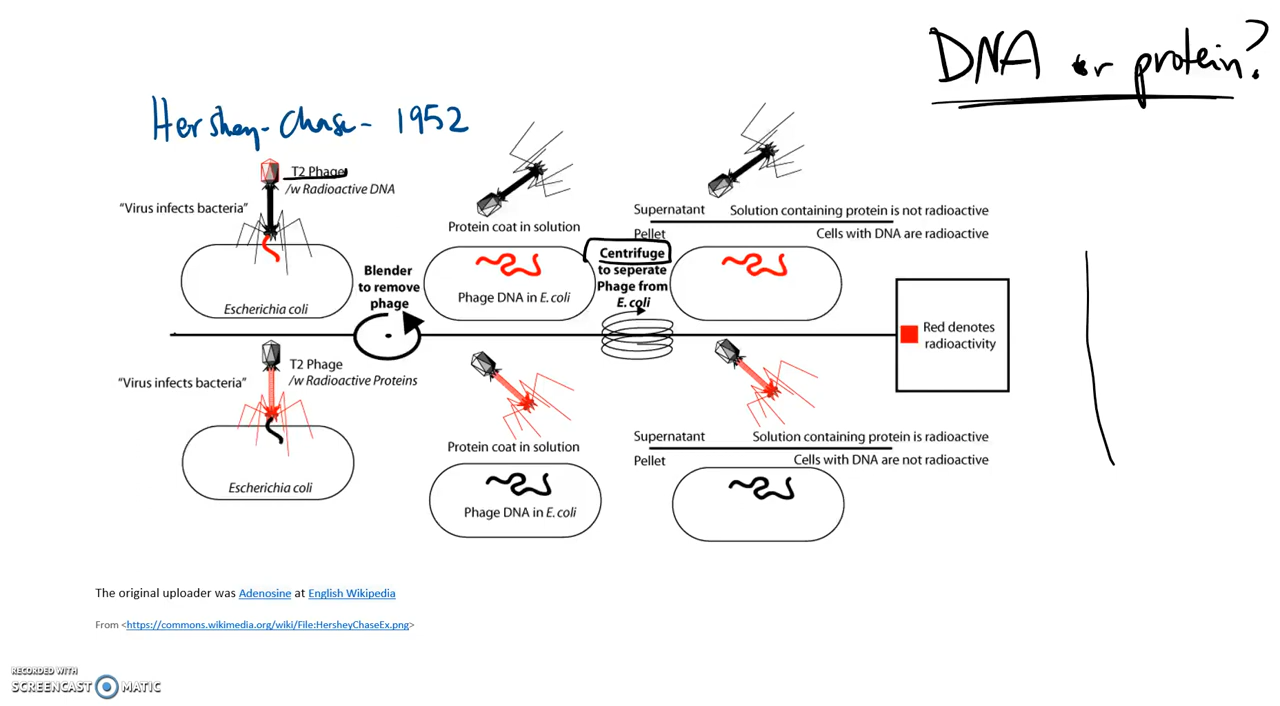 DNA or protein?
Hershey-Chase - 1952
T2 Phage
/w Radioactive DNA
"Virus infects bacteria"
Escherichia coli
Blender
to remove
phage
Protein coat in solution
Phage DNA in E. coli
Centrifuge
to seperate
Phage from
E. coli
Supernatant Solution containing protein is not radioactive
Pellet Cells with DNA are radioactive
Red denotes
radioactivity
T2 Phage
/w Radioactive Proteins
"Virus infects bacteria"
Escherichia coli
Protein coat in solution
Phage DNA in E. coli
Supernatant Solution containing protein is radioactive
Pellet Cells with DNA are not radioactive
The original uploader was Adenosine at English Wikipedia
From <https://commons.wikimedia.org/wiki/File:HersheyChaseEx.png>
RECORDED WITH
SCREENCAST MATIC